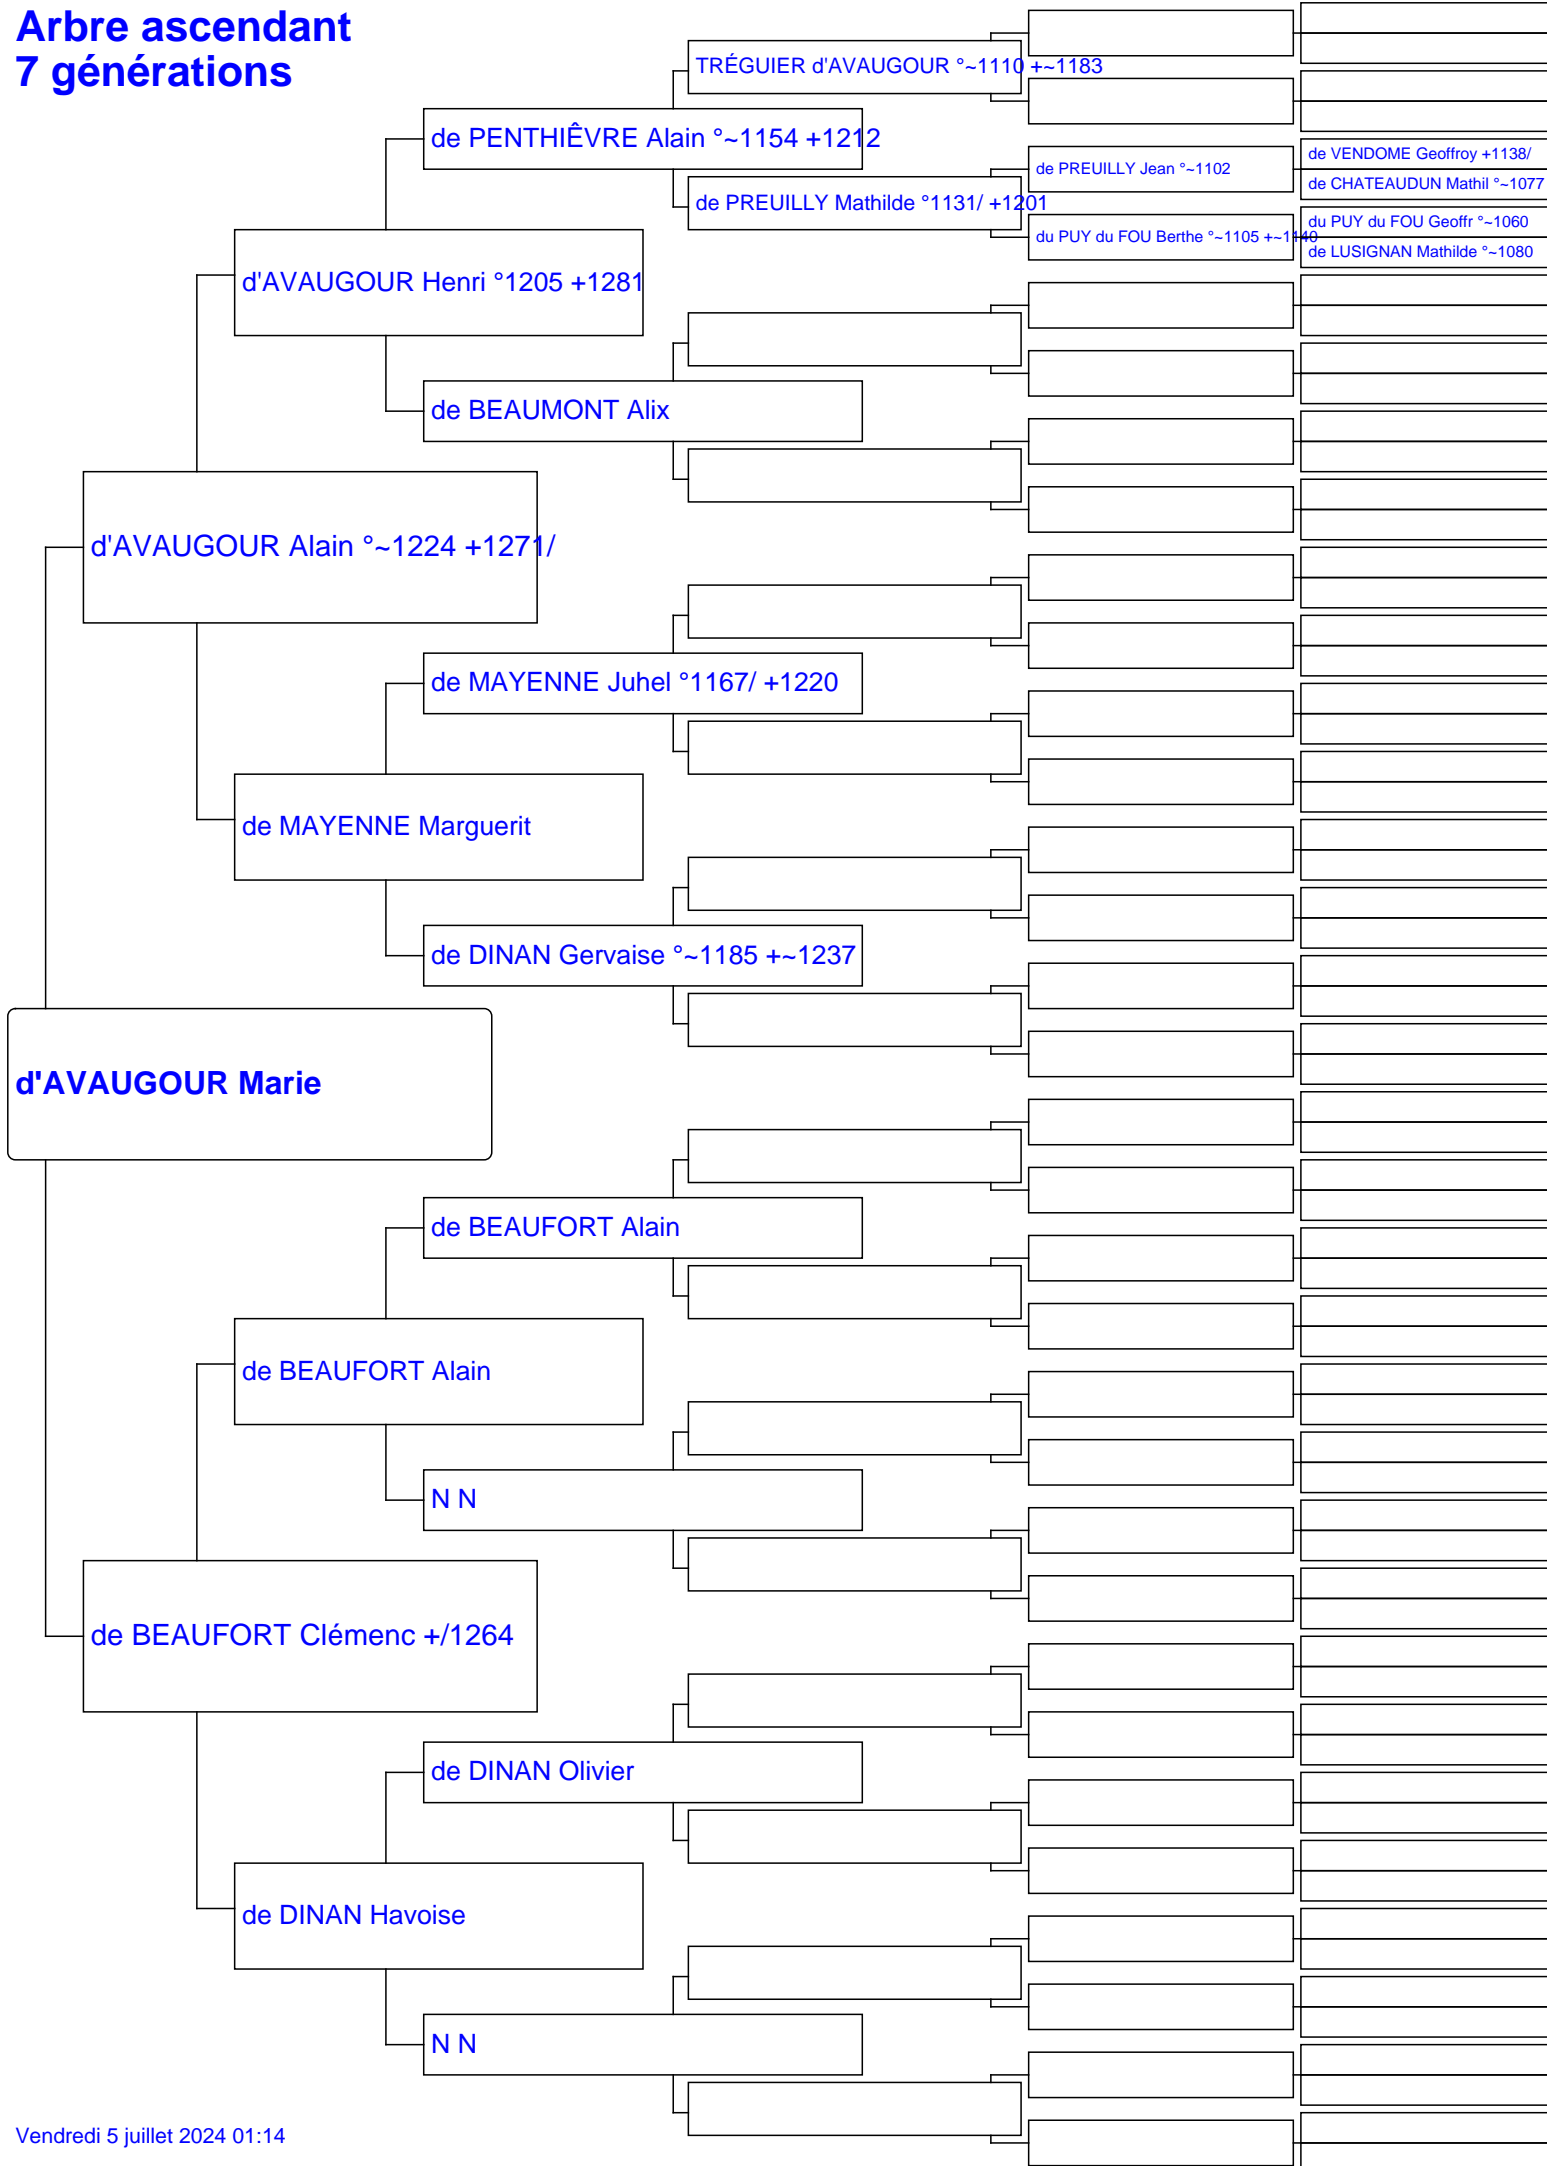 Arbre ascendant
7 générations
TRÉGUIER d'AVAUGOUR °~1110 +~1183
de PENTHIÊVRE Alain °~1154 +1212
de VENDOME Geoffroy +1138/
de PREUILLY Jean °~1102
de CHATEAUDUN Mathil °~1077
de PREUILLY Mathilde °1131/ +1201
du PUY du FOU Geoffr °~1060
du PUY du FOU Berthe °~1105 +~1140
de LUSIGNAN Mathilde °~1080
d'AVAUGOUR Henri °1205 +1281
de BEAUMONT Alix
d'AVAUGOUR Alain °~1224 +1271/
de MAYENNE Juhel °1167/ +1220
de MAYENNE Marguerit
de DINAN Gervaise °~1185 +~1237
d'AVAUGOUR Marie
de BEAUFORT Alain
de BEAUFORT Alain
N N
de BEAUFORT Clémenc +/1264
de DINAN Olivier
de DINAN Havoise
N N
Vendredi 5 juillet 2024 01:14